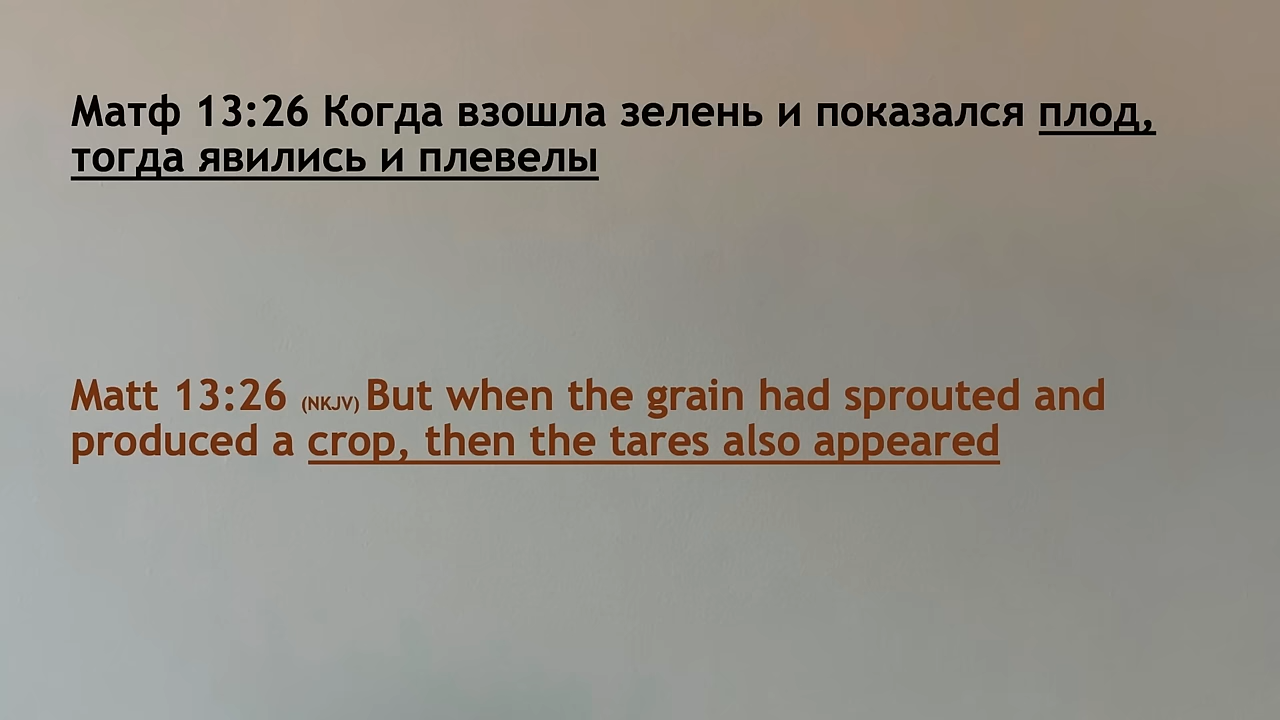 Матф 13:26 Когда взошла зелень и показался плод,
тогда явились и плевелы
Matt 13:26 (NKJV) But when the grain had sprouted and
produced a crop, then the tares also appeared